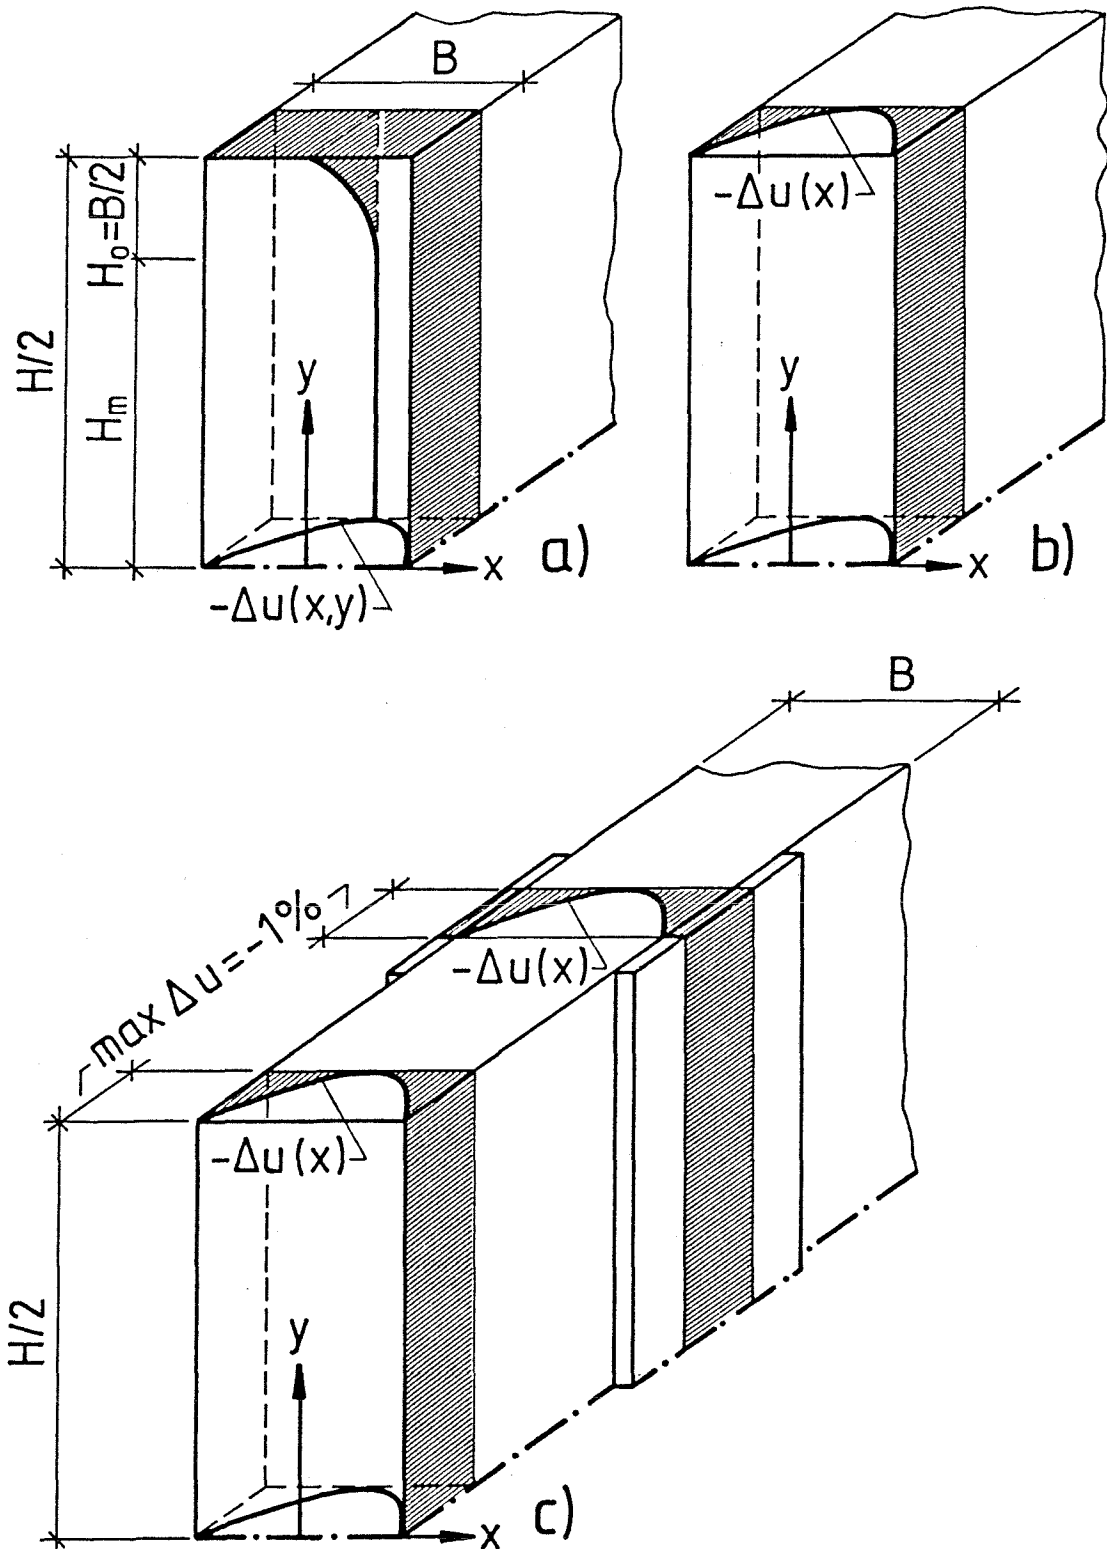 B
H₀=B/2
H/2
Hₘ
y
x
a)
-Δu(x,y)
-Δu(x)
y
x
b)
B
max Δu=-1%
-Δu(x)
-Δu(x)
H/2
y
x
c)